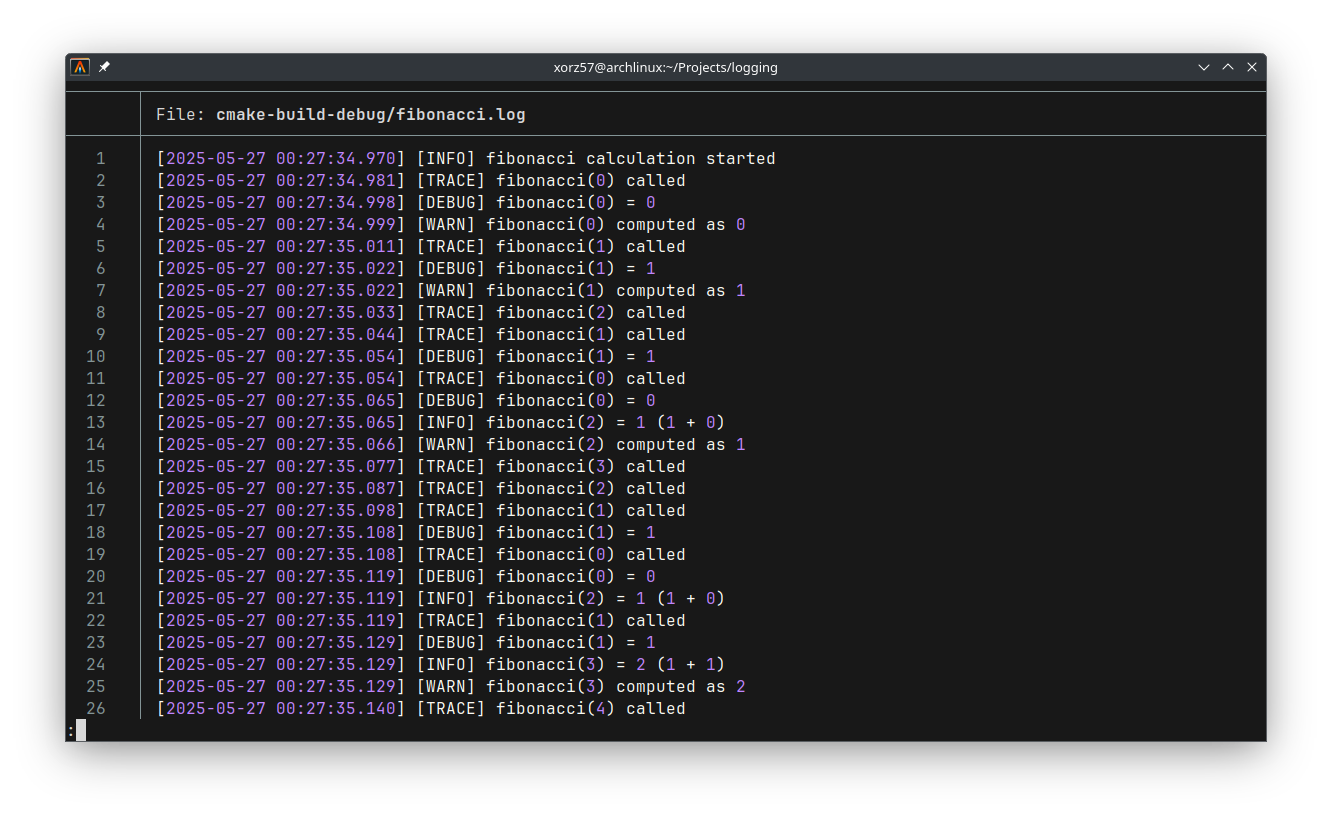 xorz57@archlinux:~/Projects/logging
File: cmake-build-debug/fibonacci.log
1 [2025-05-27 00:27:34.970] [INFO] fibonacci calculation started
2 [2025-05-27 00:27:34.981] [TRACE] fibonacci(0) called
3 [2025-05-27 00:27:34.998] [DEBUG] fibonacci(0) = 0
4 [2025-05-27 00:27:34.999] [WARN] fibonacci(0) computed as 0
5 [2025-05-27 00:27:35.011] [TRACE] fibonacci(1) called
6 [2025-05-27 00:27:35.022] [DEBUG] fibonacci(1) = 1
7 [2025-05-27 00:27:35.022] [WARN] fibonacci(1) computed as 1
8 [2025-05-27 00:27:35.033] [TRACE] fibonacci(2) called
9 [2025-05-27 00:27:35.044] [TRACE] fibonacci(1) called
10 [2025-05-27 00:27:35.054] [DEBUG] fibonacci(1) = 1
11 [2025-05-27 00:27:35.054] [TRACE] fibonacci(0) called
12 [2025-05-27 00:27:35.065] [DEBUG] fibonacci(0) = 0
13 [2025-05-27 00:27:35.065] [INFO] fibonacci(2) = 1 (1 + 0)
14 [2025-05-27 00:27:35.066] [WARN] fibonacci(2) computed as 1
15 [2025-05-27 00:27:35.077] [TRACE] fibonacci(3) called
16 [2025-05-27 00:27:35.087] [TRACE] fibonacci(2) called
17 [2025-05-27 00:27:35.098] [TRACE] fibonacci(1) called
18 [2025-05-27 00:27:35.108] [DEBUG] fibonacci(1) = 1
19 [2025-05-27 00:27:35.108] [TRACE] fibonacci(0) called
20 [2025-05-27 00:27:35.119] [DEBUG] fibonacci(0) = 0
21 [2025-05-27 00:27:35.119] [INFO] fibonacci(2) = 1 (1 + 0)
22 [2025-05-27 00:27:35.119] [TRACE] fibonacci(1) called
23 [2025-05-27 00:27:35.129] [DEBUG] fibonacci(1) = 1
24 [2025-05-27 00:27:35.129] [INFO] fibonacci(3) = 2 (1 + 1)
25 [2025-05-27 00:27:35.129] [WARN] fibonacci(3) computed as 2
26 [2025-05-27 00:27:35.140] [TRACE] fibonacci(4) called
: